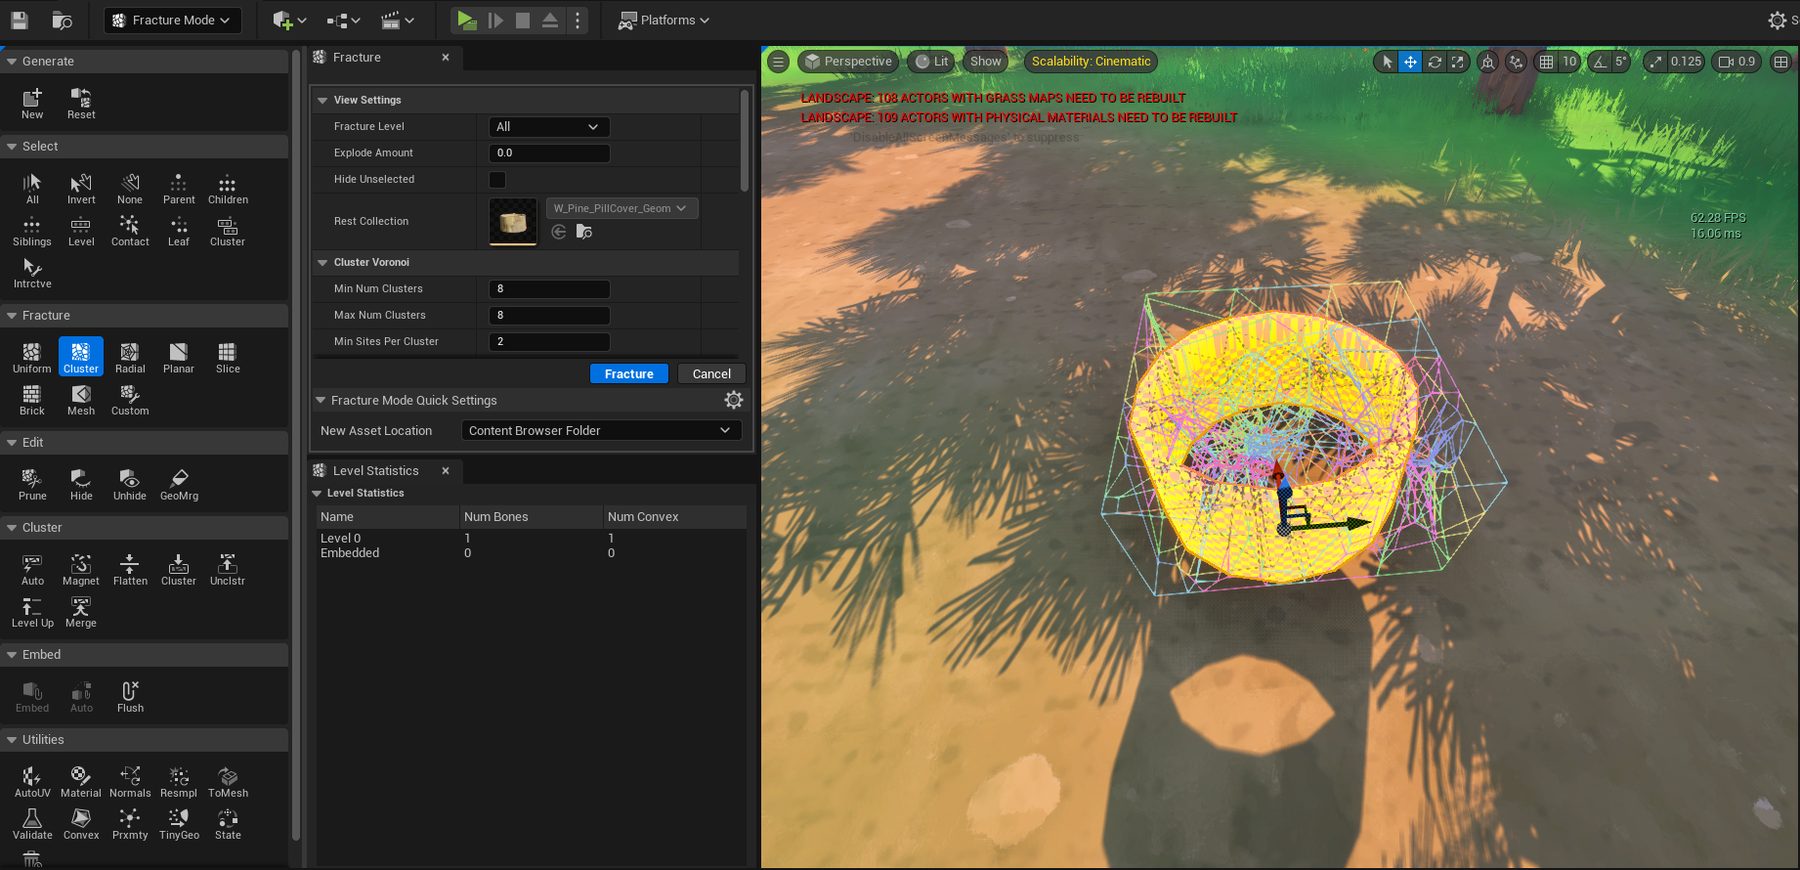 Fracture Mode
Platforms
S
Generate
New
Reset
Select
All
Invert
None
Parent
Children
Siblings
Level
Contact
Leaf
Cluster
Intrctve
Fracture
Uniform
Cluster
Radial
Planar
Slice
Brick
Mesh
Custom
Edit
Prune
Hide
Unhide
GeoMrg
Cluster
Auto
Magnet
Flatten
Cluster
Unclstr
Level Up
Merge
Embed
Embed
Auto
Flush
Utilities
AutoUV
Material
Normals
Resmpl
ToMesh
Validate
Convex
Prxmty
TinyGeo
State
Fracture
View Settings
Fracture Level
All
Explode Amount
0.0
Hide Unselected
Rest Collection
W_Pine_PillCover_Geom
Cluster Voronoi
Min Num Clusters
8
Max Num Clusters
8
Min Sites Per Cluster
2
Fracture
Cancel
Fracture Mode Quick Settings
New Asset Location
Content Browser Folder
Level Statistics
Level Statistics
Name
Num Bones
Num Convex
Level 0
1
1
Embedded
0
0
Perspective
Lit
Show
Scalability: Cinematic
10
5°
0.125
0.9
LANDSCAPE: 108 ACTORS WITH GRASS MAPS NEED TO BE REBUILT
LANDSCAPE: 109 ACTORS WITH PHYSICAL MATERIALS NEED TO BE REBUILT
'DisableAllScreenMessages' to suppress
62.28 FPS
16.06 ms